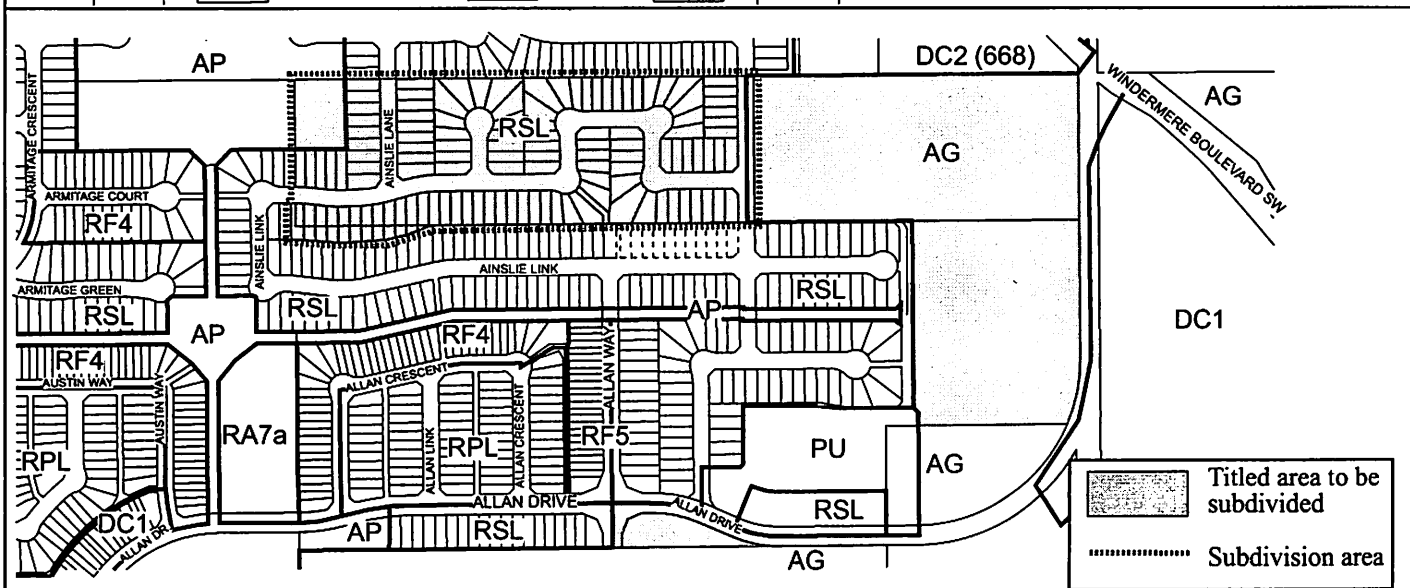 AP
DC2 (668)
WINDERMERE BOULEVARD SW
AG
ARMITAGE CRESCENT
AINSLIE LANE
RSL
AG
ARMITAGE COURT
RF4
AINSLIE LINK
AINSLIE LINK
ARMITAGE GREEN
RSL
RSL
AP
RSL
AP
DC1
RF4
RF4
AUSTIN WAY
AUSTIN WAY
ALLAN CRESCENT
ALLAN WAY
RA7a
ALLAN LINK
RPL
ALLAN CRESCENT
RF5
PU
AG
RPL
DC1
ALLAN DR.
ALLAN DRIVE
ALLAN DRIVE
RSL
AP
RSL
AG
Titled area to be
subdivided
Subdivision area